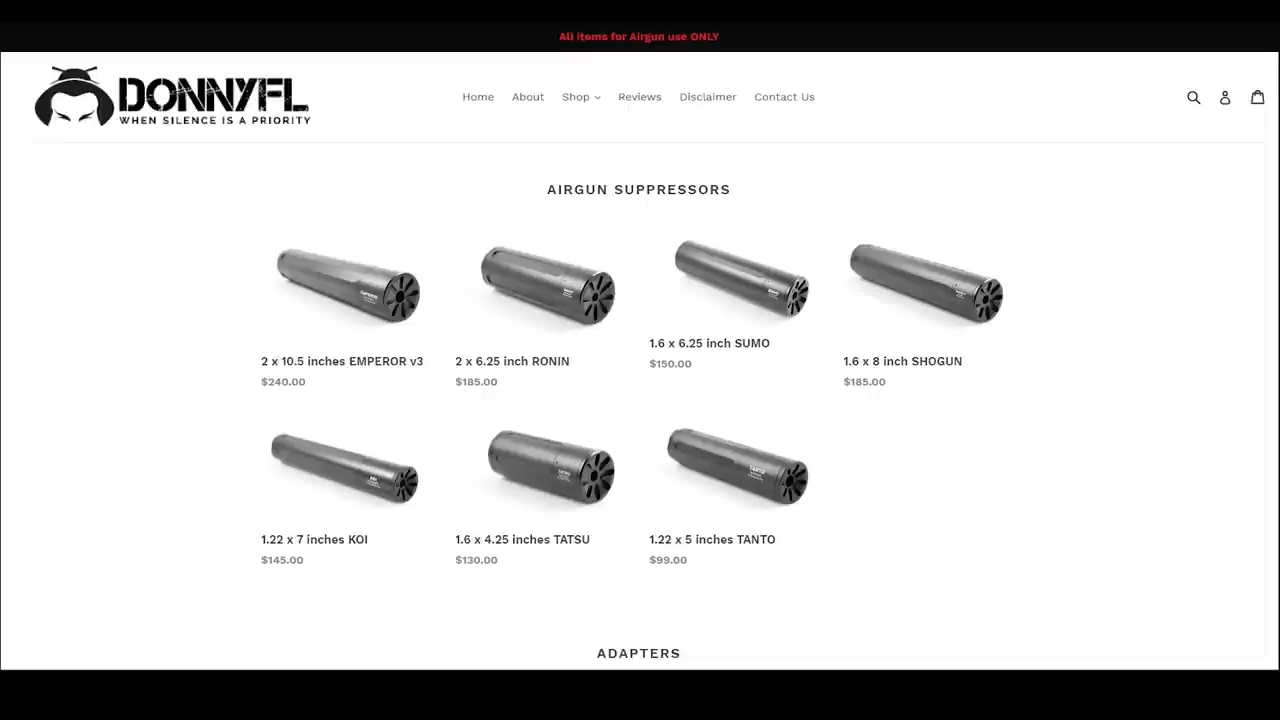 All items for Airgun use ONLY
DONNYFL
WHEN SILENCE IS A PRIORITY
Home About Shop Reviews Disclaimer Contact Us
AIRGUN SUPPRESSORS
2 x 10.5 inches EMPEROR v3
$240.00
2 x 6.25 inch RONIN
$185.00
1.6 x 6.25 inch SUMO
$150.00
1.6 x 8 inch SHOGUN
$185.00
1.22 x 7 inches KOI
$145.00
1.6 x 4.25 inches TATSU
$130.00
TANTO
1.22 x 5 inches TANTO
$99.00
ADAPTERS